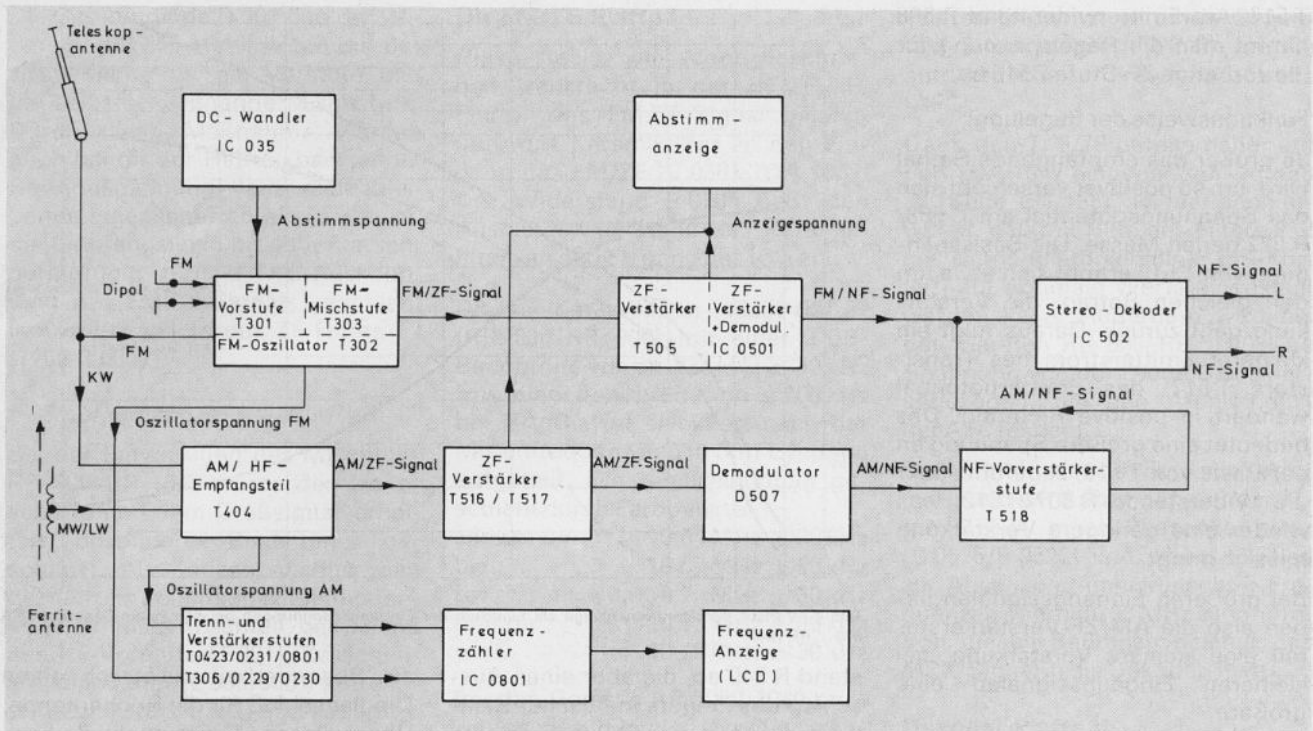 Teleskop-
antenne
DC-Wandler
IC 035
Abstimm-
anzeige
Abstimmspannung
Anzeigespannung
FM
Dipol
FM
FM-
Vorstufe
T301
FM-
Mischstufe
T303
FM-Oszillator T302
FM/ZF-Signal
ZF-
Verstärker
T505
ZF-
Verstärker
+Demodul.
IC 0501
FM/NF-Signal
Stereo-Dekoder
IC 502
NF-Signal
L
R
NF-Signal
KW
Oszillatorspannung FM
AM/NF-Signal
AM/HF-
Empfangsteil
T404
AM/ZF-Signal
ZF-
Verstärker
T516 / T517
AM/ZF-Signal
Demodulator
D507
AM/NF-Signal
NF-Vorverstärker-
stufe
T 511
MW/LW
Ferrit-
antenne
Oszillatorspannung AM
Trenn- und
Verstärkerstufen
T0423/0231/0801
T306/0229/0230
Frequenz-
zähler
IC 0801
Frequenz-
Anzeige
(LCD)